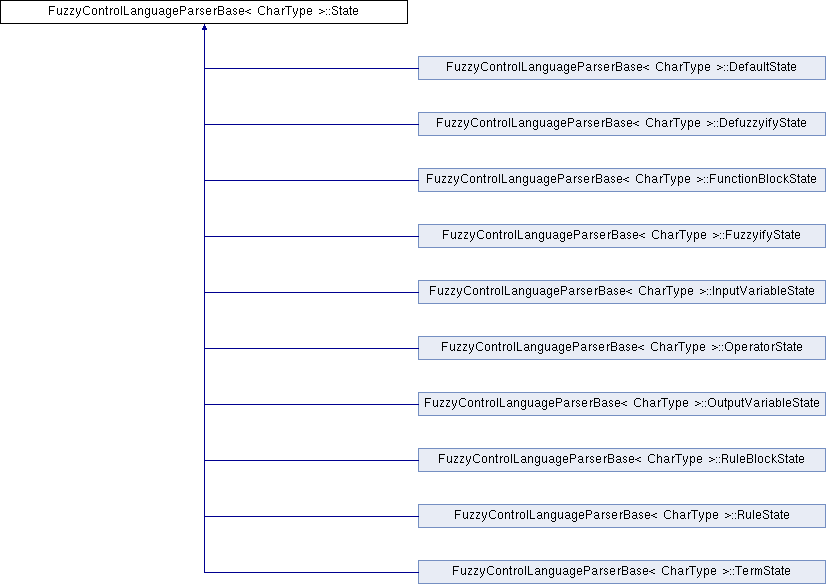 FuzzyControlLanguageParserBase< CharType >::State
FuzzyControlLanguageParserBase< CharType >::DefaultState
FuzzyControlLanguageParserBase< CharType >::DefuzzyifyState
FuzzyControlLanguageParserBase< CharType >::FunctionBlockState
FuzzyControlLanguageParserBase< CharType >::FuzzyifyState
FuzzyControlLanguageParserBase< CharType >::InputVariableState
FuzzyControlLanguageParserBase< CharType >::OperatorState
FuzzyControlLanguageParserBase< CharType >::OutputVariableState
FuzzyControlLanguageParserBase< CharType >::RuleBlockState
FuzzyControlLanguageParserBase< CharType >::RuleState
FuzzyControlLanguageParserBase< CharType >::TermState